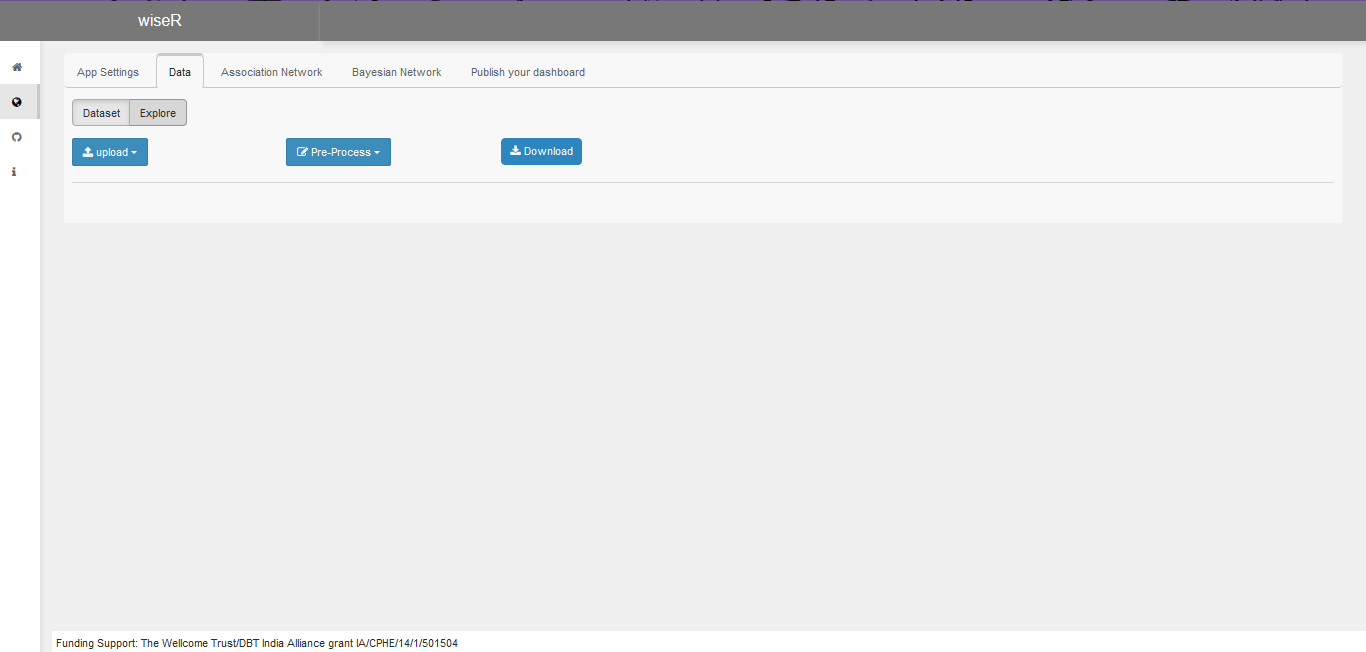 wiseR
App Settings Data Association Network Bayesian Network Publish your dashboard
Dataset Explore
upload Pre-Process Download
Funding Support: The Wellcome Trust/DBT India Alliance grant IA/CPHE/14/1/501504